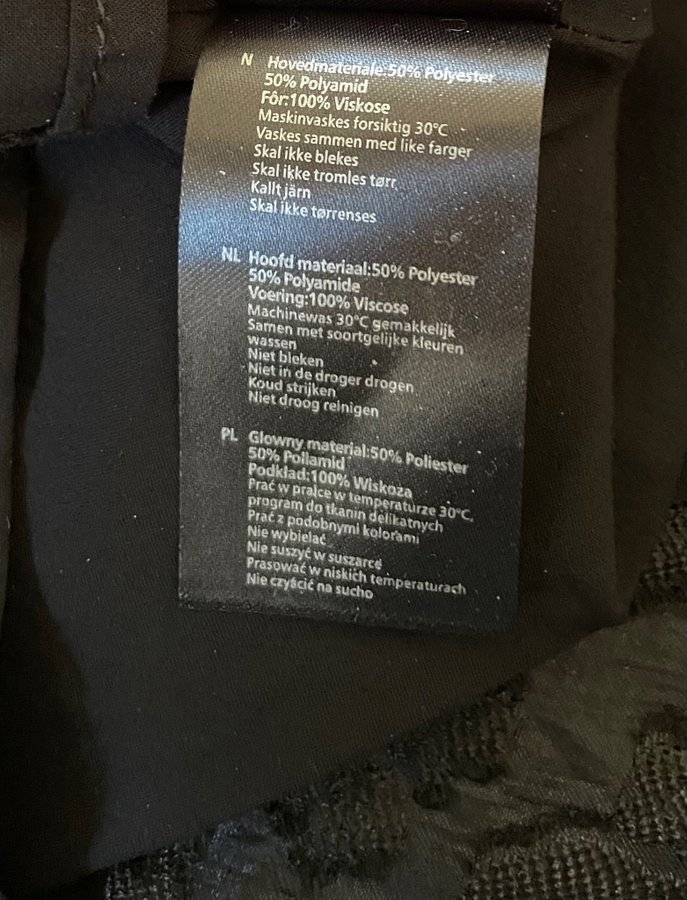 N Hovedmateriale:50% Polyester
50% Polyamid
Fôr:100% Viskose
Maskinvaskes forsiktig 30°C
Vaskes sammen med like farger
Skal ikke blekes
Skal ikke tromles tørr
Kallt järn
Skal ikke tørrenses
NL Hoofd materiaal:50% Polyester
50% Polyamide
Voering:100% Viscose
Machinewas 30°C gemakkelijk
Samen met soortgelijke kleuren
wassen
Niet bleken
Niet in de droger drogen
Koud strijken
Niet droog reinigen
PL Glowny material:50% Poliester
50% Poliamid
Podkład:100% Wiskoza
Prać w pralce w temperaturze 30°C,
program do tkanin delikatnych
Prać z podobnymi kolorami
Nie wybielać
Nie suszyć w suszarce
Prasować w niskich temperaturach
Nie czyścić na sucho